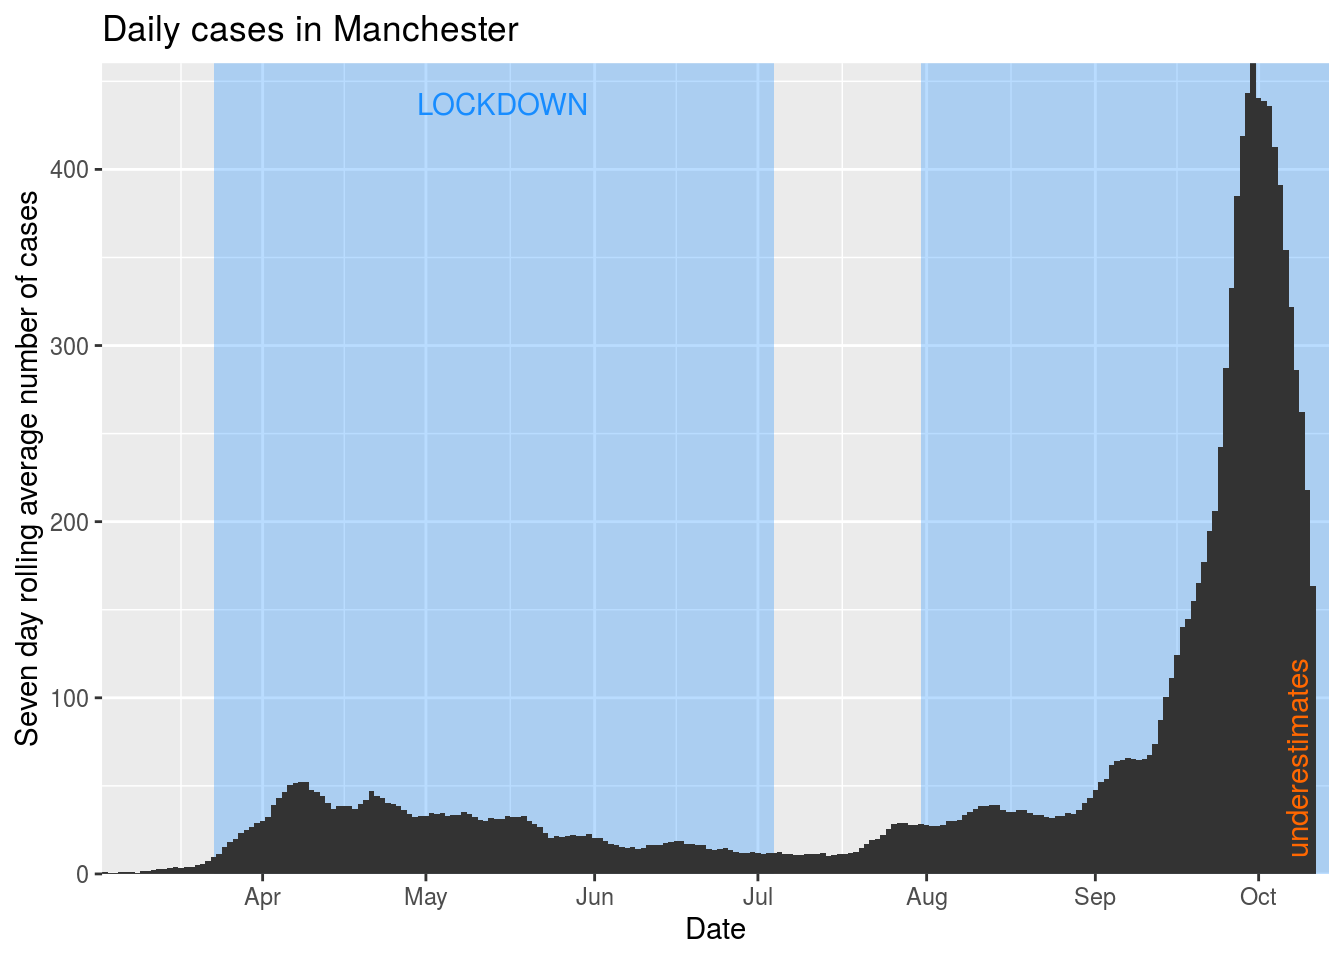 Daily cases in Manchester
LOCKDOWN
Seven day rolling average number of cases
400
300
200
100
0
underestimates
Apr
May
Jun
Jul
Aug
Sep
Oct
Date